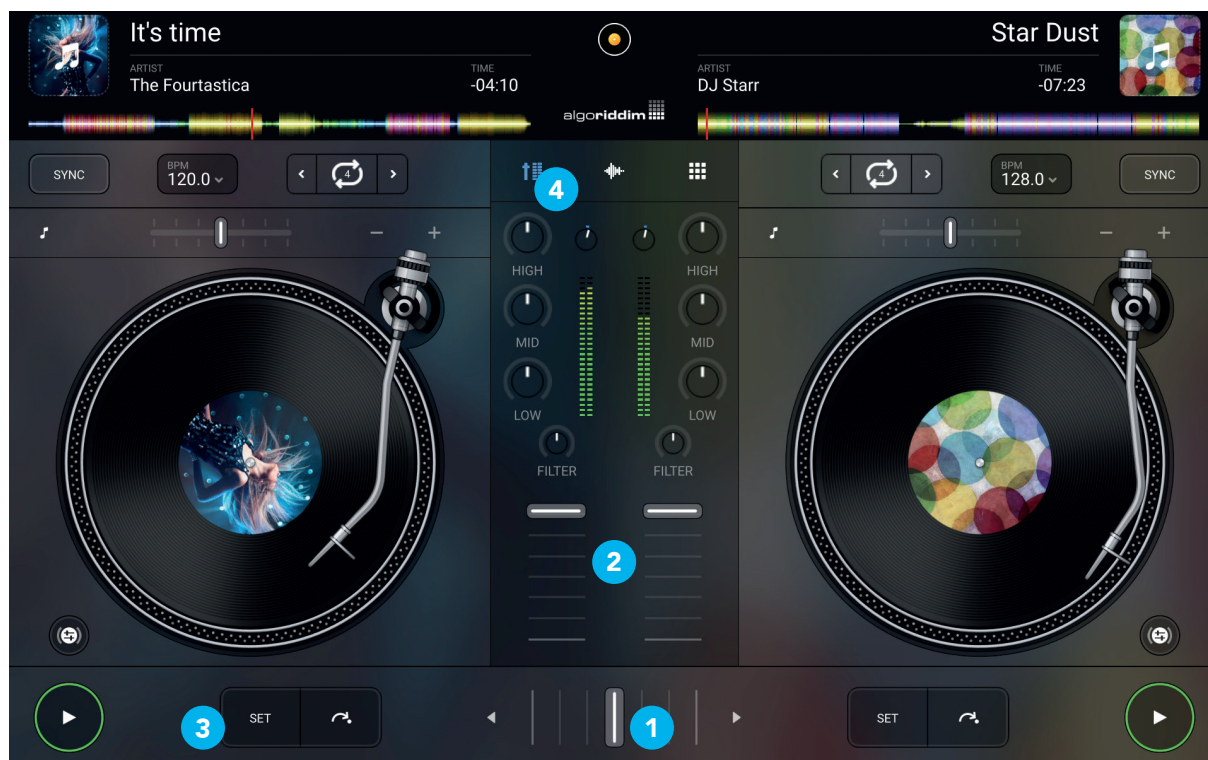 It's time
ARTIST
The Fourtastica
TIME
-04:10
algoriddim
Star Dust
ARTIST
DJ Starr
TIME
-07:23
SYNC
BPM
120.0
4
4
4
BPM
128.0
SYNC
HIGH
HIGH
MID
MID
LOW
LOW
FILTER
FILTER
2
3
SET
1
SET